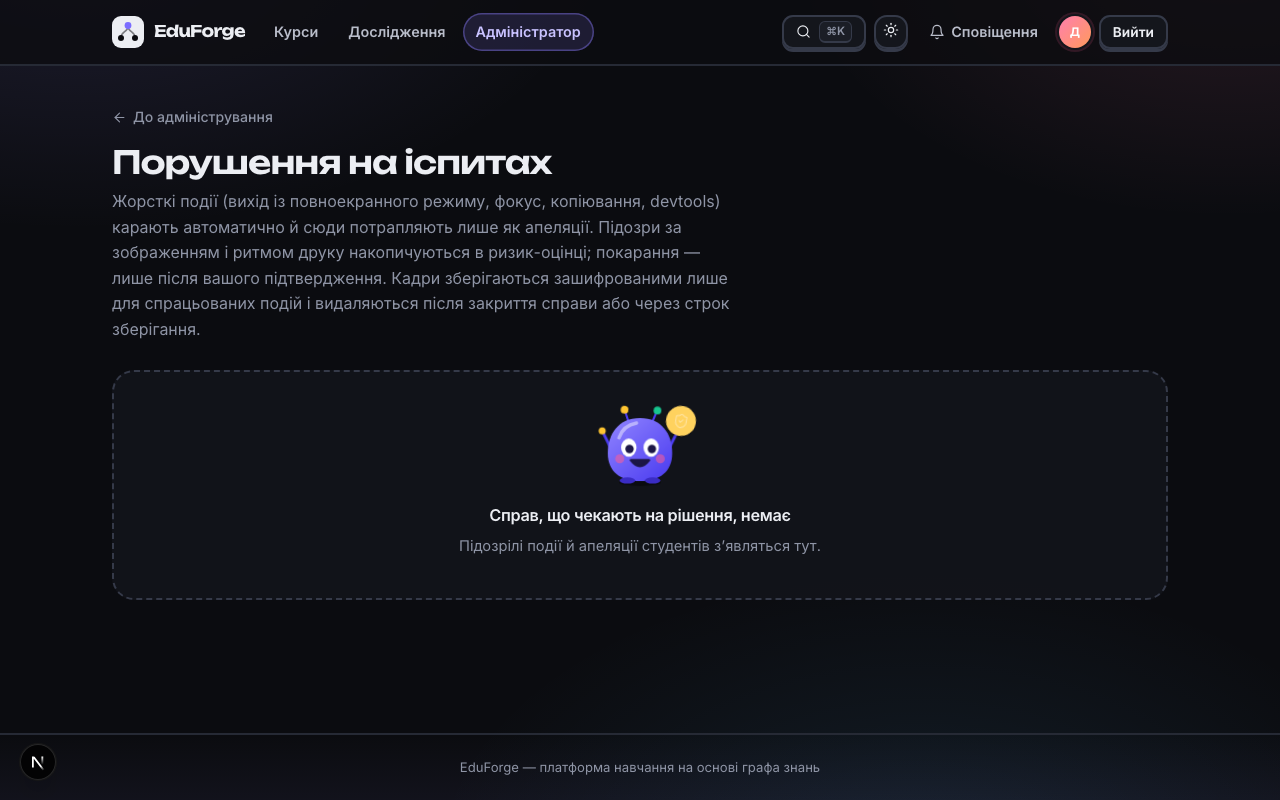 EduForge
Курси
Дослідження
Адміністратор
⌘K
Сповіщення
Д
Вийти
← До адміністрування
Порушення на іспитах
Жорсткі події (вихід із повноекранного режиму, фокус, копіювання, devtools)
карають автоматично й сюди потрапляють лише як апеляції. Підозри за
зображенням і ритмом друку накопичуються в ризик-оцінці; покарання —
лише після вашого підтвердження. Кадри зберігаються зашифрованими лише
для спрацьованих подій і видаляються після закриття справи або через строк
зберігання.
Справ, що чекають на рішення, немає
Підозрілі події й апеляції студентів зʼявляться тут.
N
EduForge — платформа навчання на основі графа знань